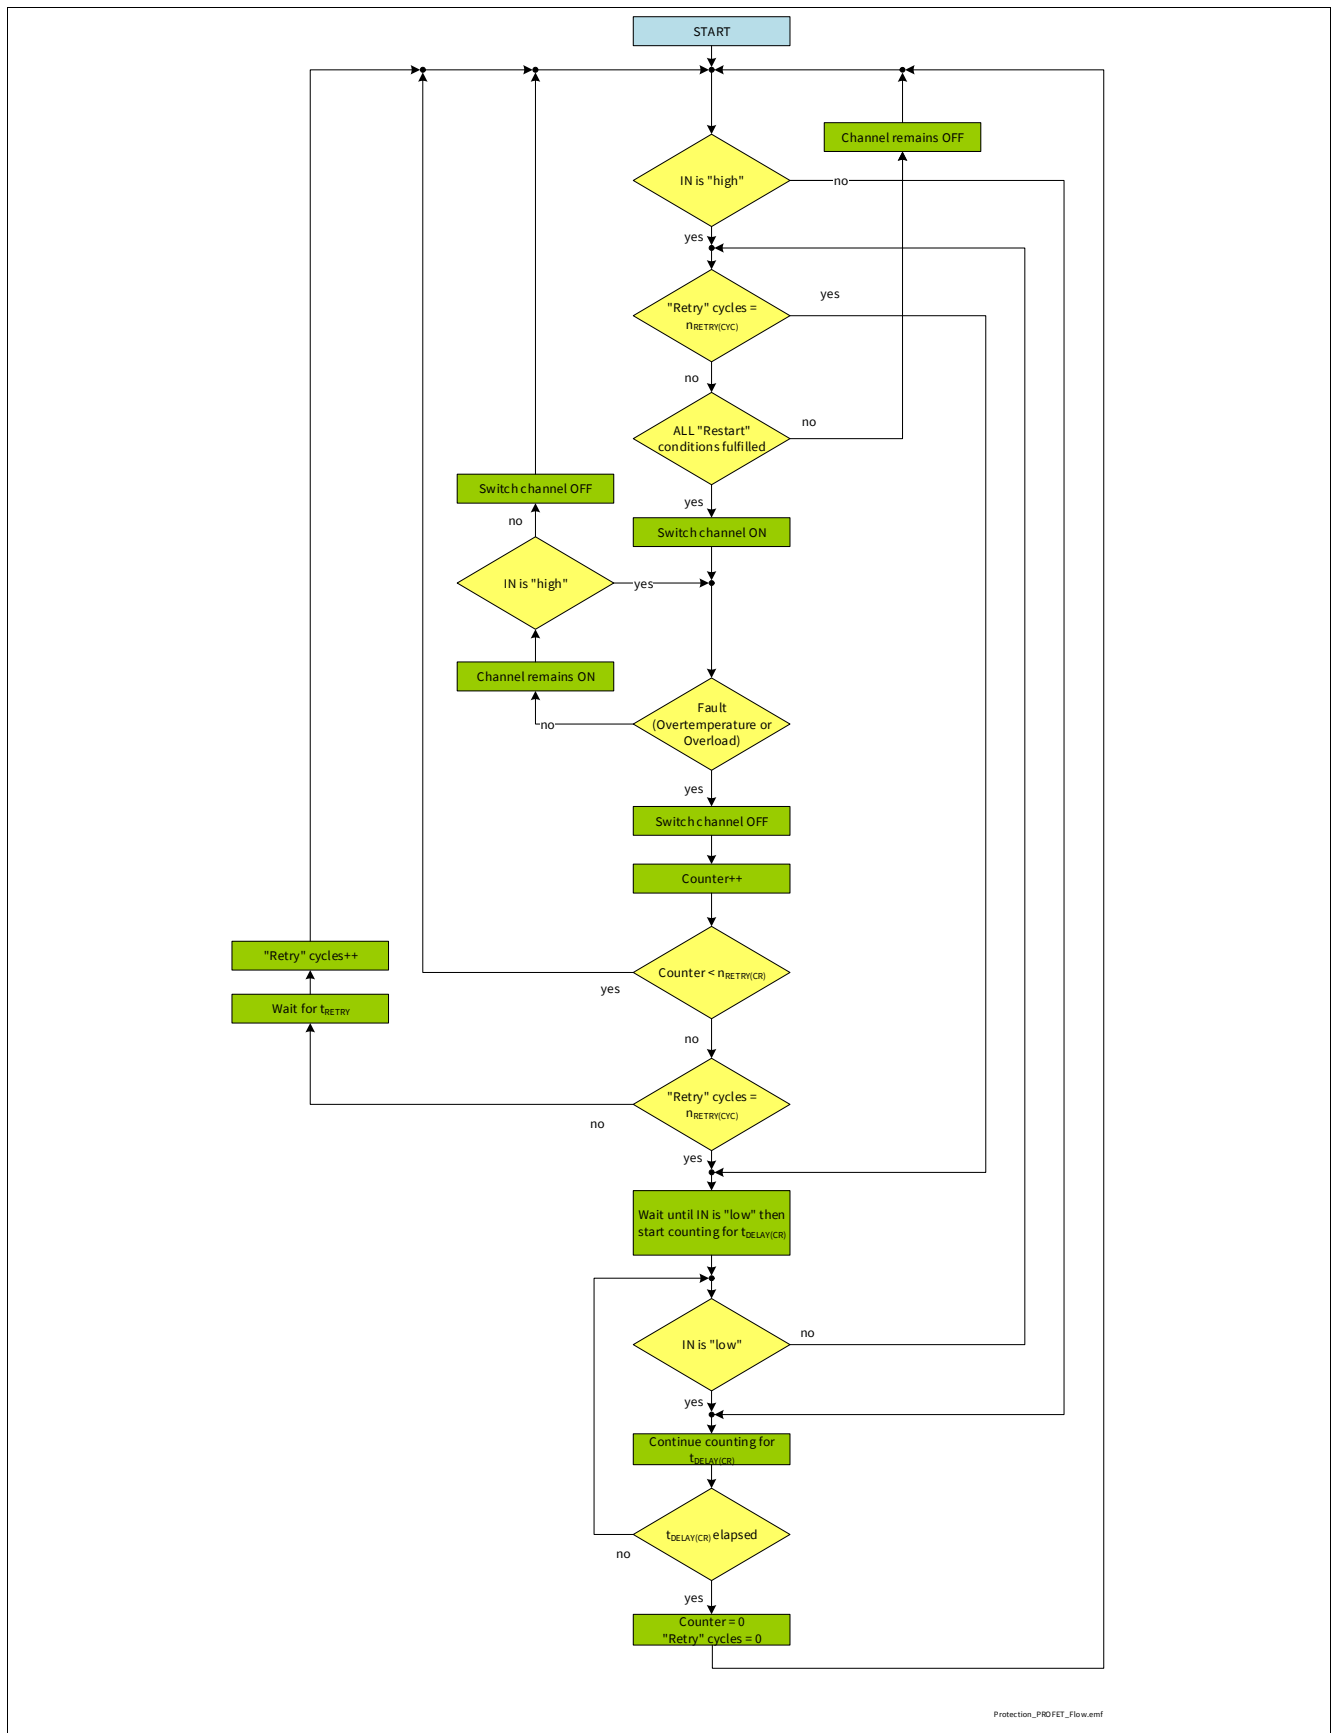 START
Channel remains OFF
IN is "high"
no
yes
"Retry" cycles =
nRETRY(CYC)
yes
no
ALL "Restart"
conditions fulfilled
no
yes
Switch channel OFF
no
Switch channel ON
IN is "high"
yes
Channel remains ON
no
Fault
(Overtemperature or
Overload)
yes
Switch channel OFF
Counter++
"Retry" cycles++
Counter < nRETRY(CR)
yes
Wait for tRETRY
no
"Retry" cycles =
nRETRY(CYC)
no
yes
Wait until IN is "low" then
start counting for tDELAY(CR)
IN is "low"
no
yes
Continue counting for
tDELAY(CR)
tDELAY(CR) elapsed
no
yes
Counter = 0
"Retry" cycles = 0
Protection_PROFET_Flow.emf